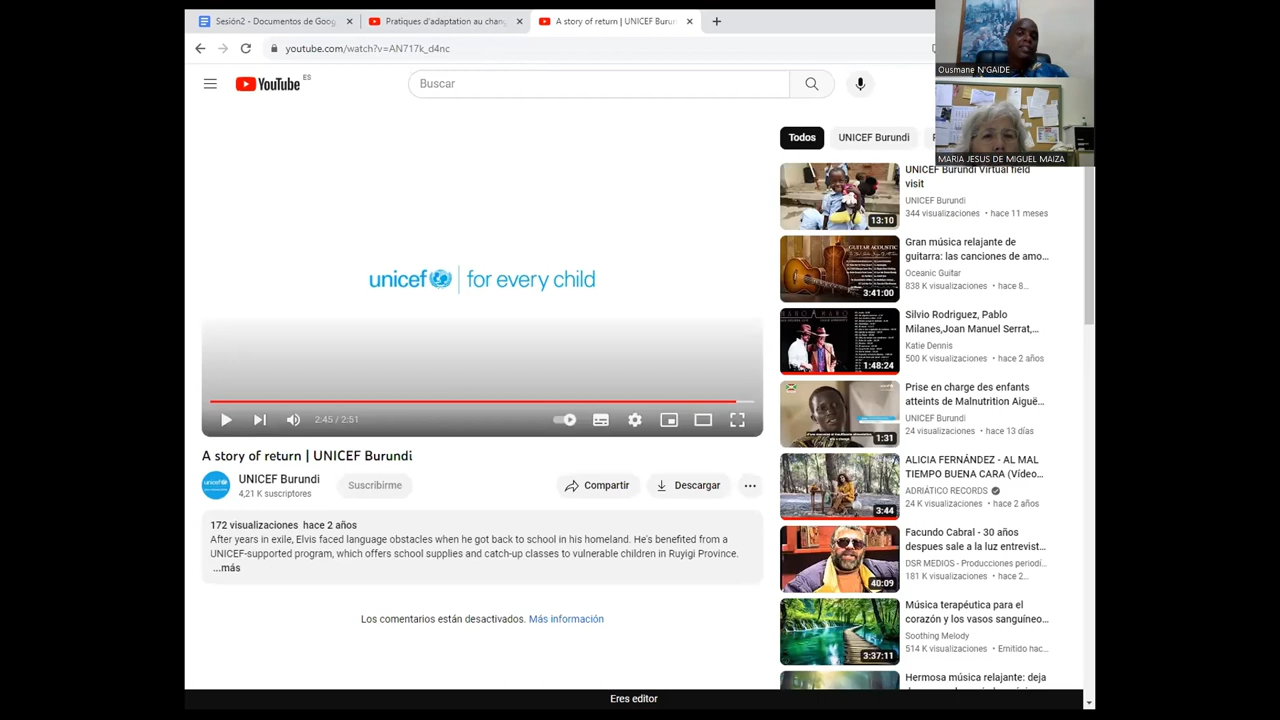 Sesión2 - Documentos de Goog
Pratiques d'adaptation au chang
A story of return | UNICEF Burun
youtube.com/watch?v=AN717k_d4nc
YouTube ES
Buscar
Ousmane N'GAIDE
MARIA JESUS DE MIGUEL MAIZA
Todos
UNICEF Burundi
unicef for every child
2:45 / 2:51
A story of return | UNICEF Burundi
UNICEF Burundi
4,21 K suscriptores
Suscribirme
Compartir
Descargar
172 visualizaciones hace 2 años
After years in exile, Elvis faced language obstacles when he got back to school in his homeland. He's benefited from a
UNICEF-supported program, which offers school supplies and catch-up classes to vulnerable children in Ruyigi Province.
...más
Los comentarios están desactivados. Más información
UNICEF Burundi Virtual field
visit
UNICEF Burundi
344 visualizaciones • hace 11 meses
13:10
Gran música relajante de
guitarra: las canciones de amo...
Oceanic Guitar
838 K visualizaciones • hace 8...
GUITAR ACOUSTIC
3:41:00
Silvio Rodriguez, Pablo
Milanes,Joan Manuel Serrat,...
Katie Dennis
500 K visualizaciones • hace 2 años
1:48:24
Prise en charge des enfants
atteints de Malnutrition Aiguë...
UNICEF Burundi
24 visualizaciones • hace 13 días
1:31
ALICIA FERNÁNDEZ - AL MAL
TIEMPO BUENA CARA (Vídeo...
ADRIÁTICO RECORDS
24 K visualizaciones • hace 2 años
3:44
Facundo Cabral - 30 años
despues sale a la luz entrevist...
DSR MEDIOS - Producciones periodí...
181 K visualizaciones • hace 2...
40:09
Música terapéutica para el
corazón y los vasos sanguíneo...
Soothing Melody
514 K visualizaciones • Emitido hac...
3:37:11
Hermosa música relajante: deja
Eres editor